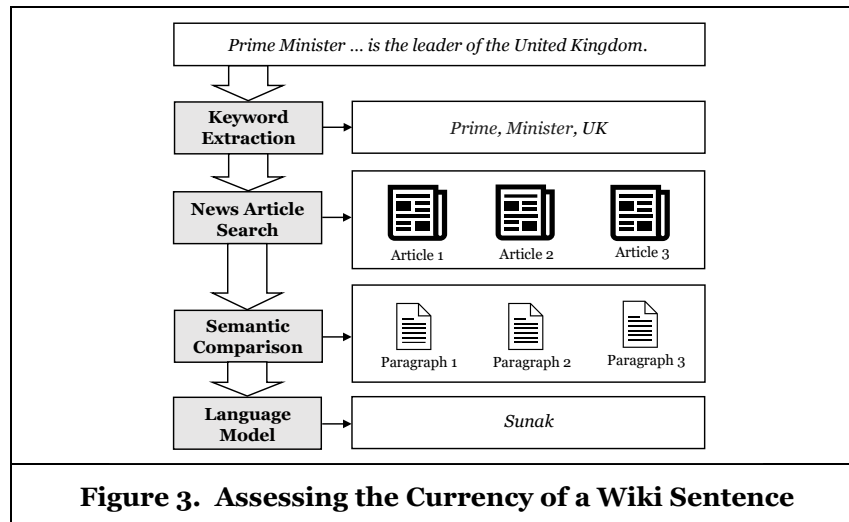 Prime Minister ... is the leader of the United Kingdom.
Keyword
Extraction
Prime, Minister, UK
News Article
Search
Article 1
Article 2
Article 3
Semantic
Comparison
Paragraph 1
Paragraph 2
Paragraph 3
Language
Model
Sunak
Figure 3. Assessing the Currency of a Wiki Sentence